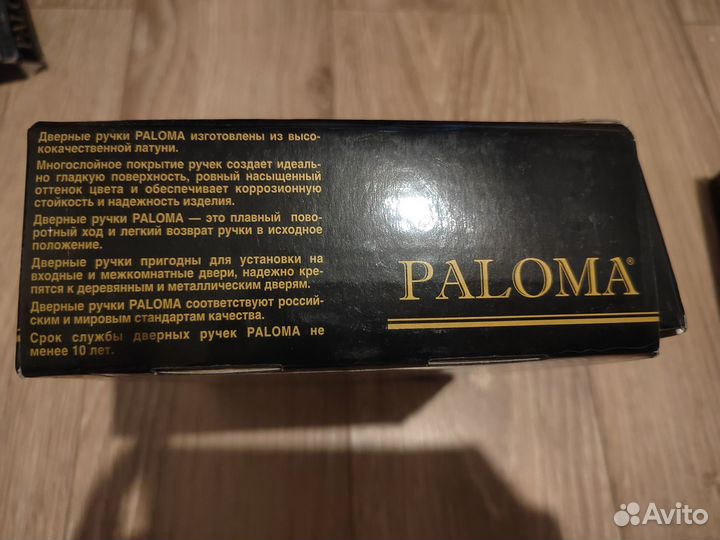 Дверные ручки PALOMA изготовлены из высо-
кокачественной латуни.
Многослойное покрытие ручек создает идеаль-
но гладкую поверхность, ровный насыщенный
оттенок цвета и обеспечивает коррозионную
стойкость и надежность изделия.
Дверные ручки PALOMA — это плавный пово-
ротный ход и легкий возврат ручки в исходное
положение.
Дверные ручки пригодны для установки на
входные и межкомнатные двери, надежно кре-
пятся к деревянным и металлическим дверям.
Дверные ручки PALOMA соответствуют россий-
ским и мировым стандартам качества.
Срок службы дверных ручек PALOMA не
менее 10 лет.
PALOMA®
Avito